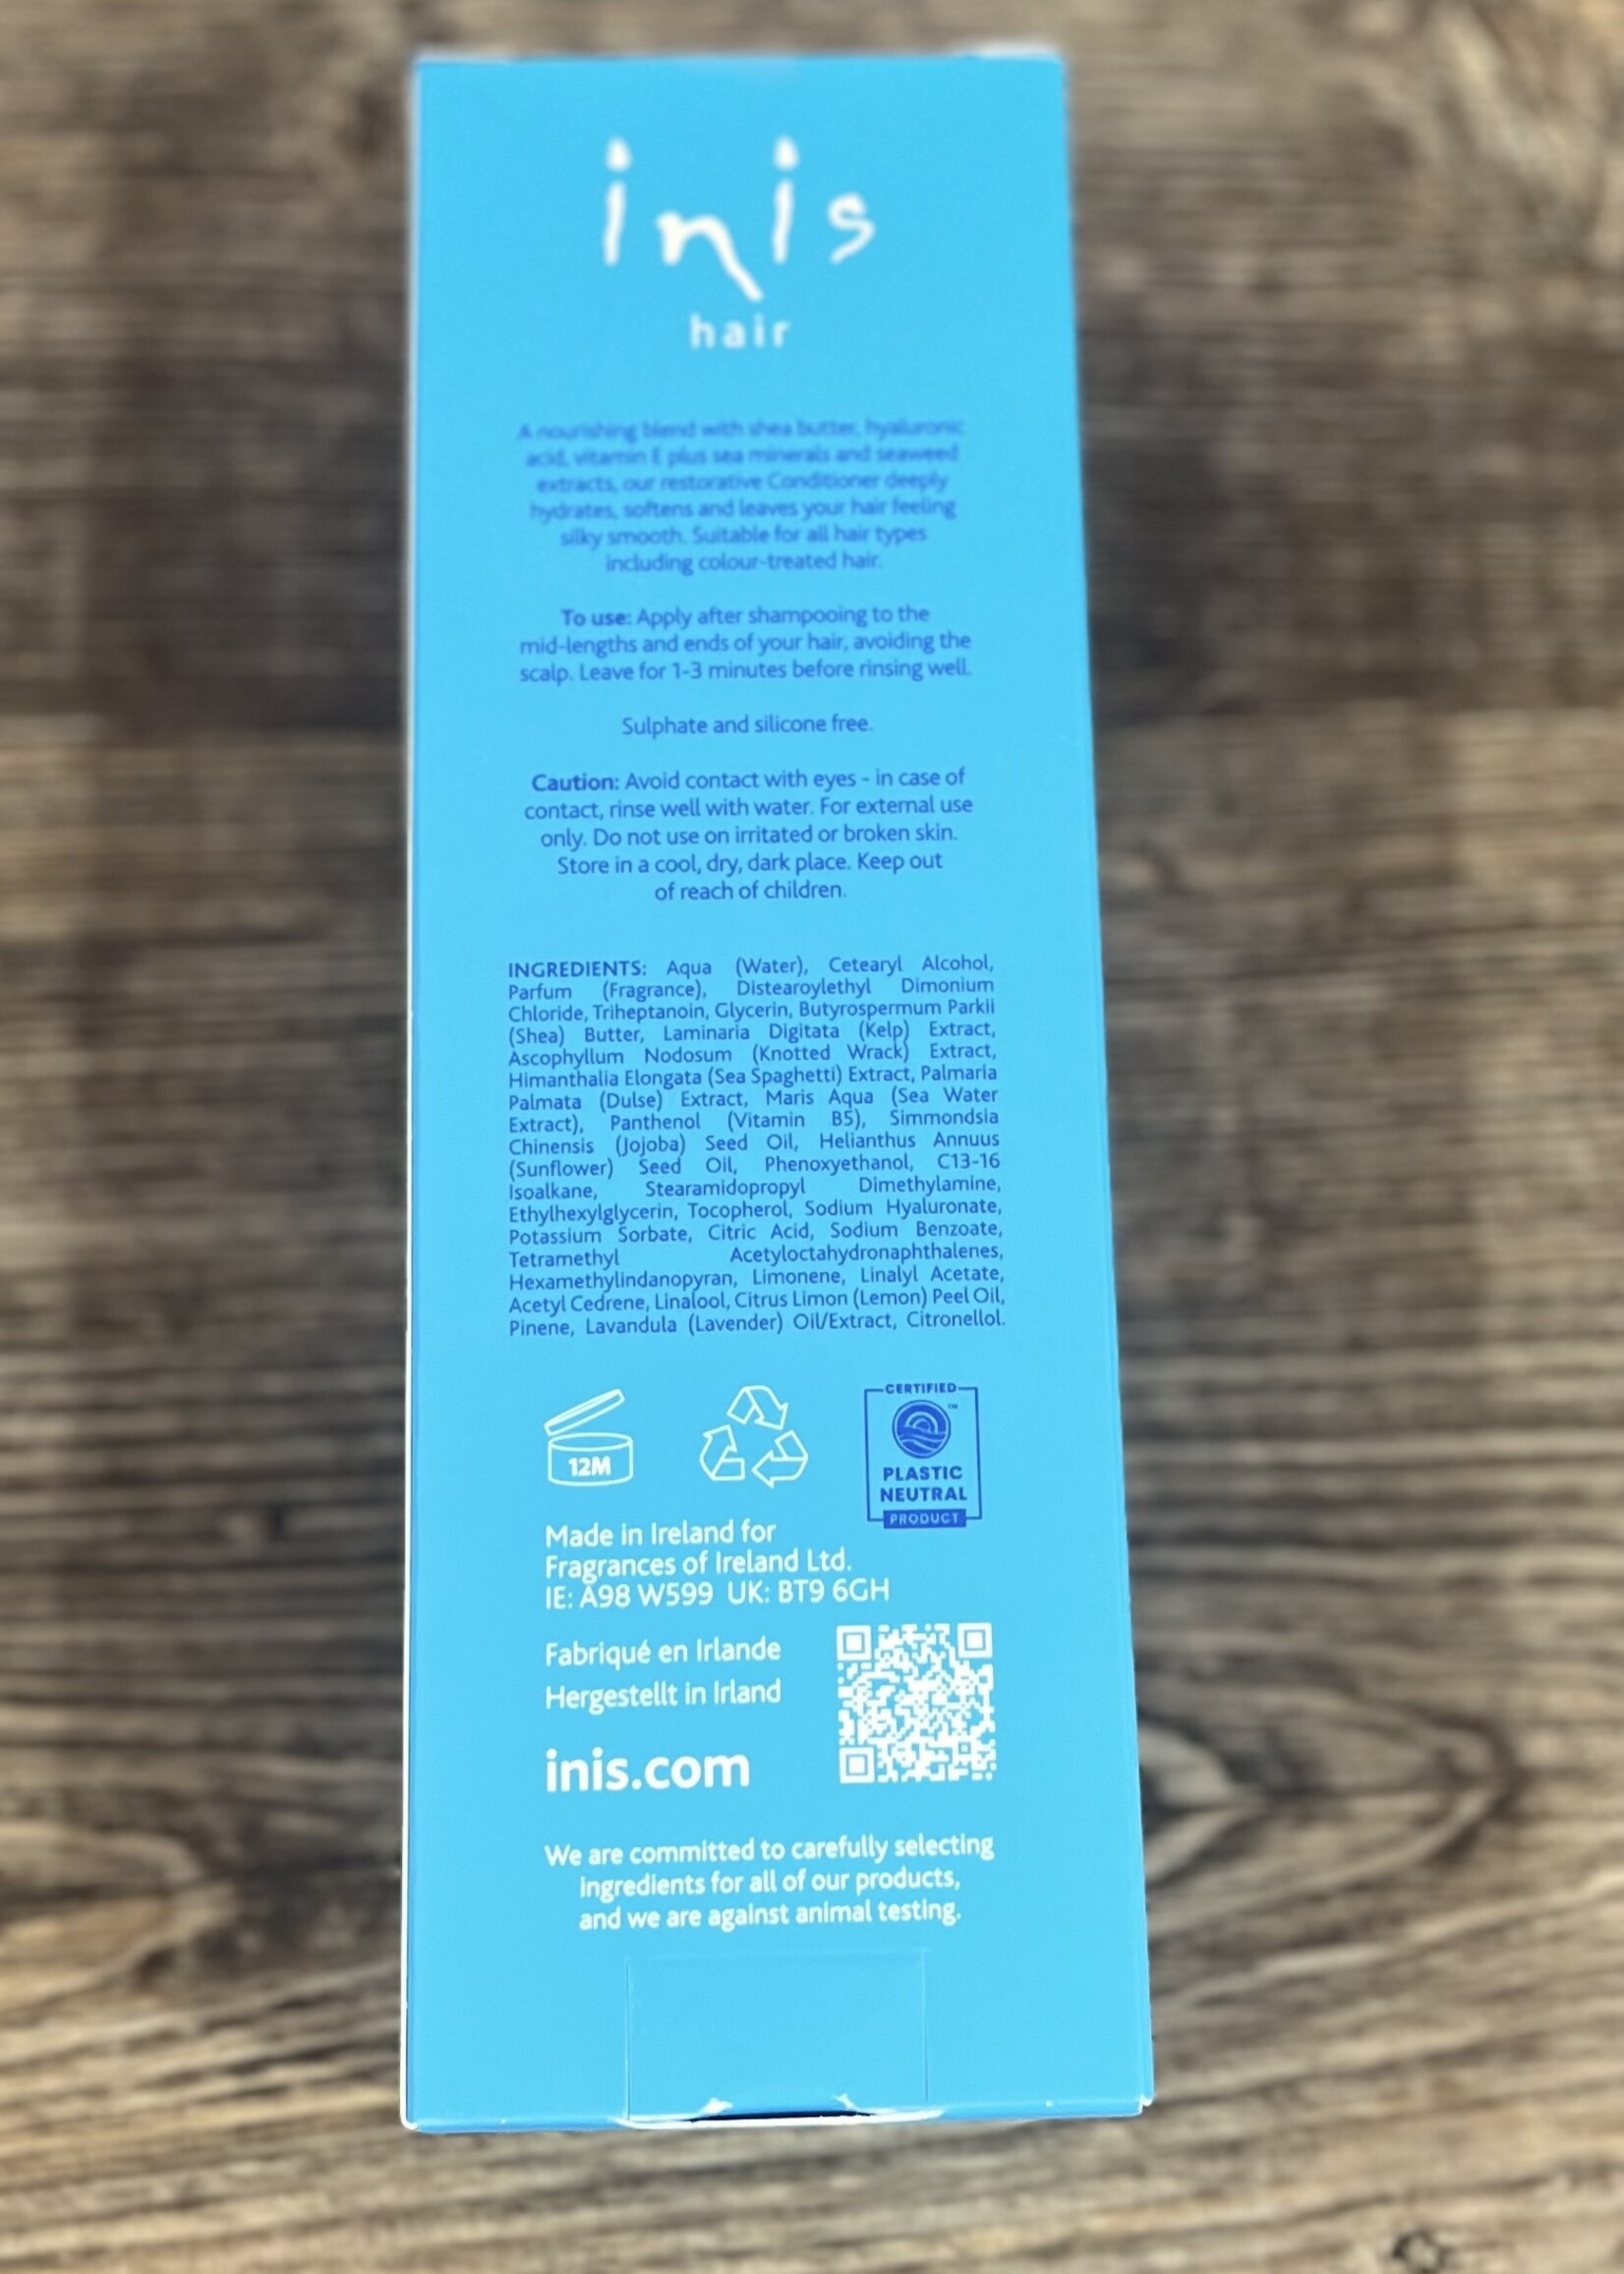 inis
hair
A nourishing blend with shea butter, hyaluronic
acid, vitamin E plus sea minerals and seaweed
extracts, our restorative Conditioner deeply
hydrates, softens and leaves your hair feeling
silky smooth. Suitable for all hair types
including colour-treated hair.
To use: Apply after shampooing to the
mid-lengths and ends of your hair, avoiding the
scalp. Leave for 1-3 minutes before rinsing well.
Sulphate and silicone free.
Caution: Avoid contact with eyes - in case of
contact, rinse well with water. For external use
only. Do not use on irritated or broken skin.
Store in a cool, dry, dark place. Keep out
of reach of children.
INGREDIENTS: Aqua (Water), Cetearyl Alcohol,
Parfum (Fragrance), Distearoylethyl Dimonium
Chloride, Triheptanoin, Glycerin, Butyrospermum Parkii
(Shea) Butter, Laminaria Digitata (Kelp) Extract,
Ascophyllum Nodosum (Knotted Wrack) Extract,
Himanthalia Elongata (Sea Spaghetti) Extract, Palmaria
Palmata (Dulse) Extract, Maris Aqua (Sea Water
Extract), Panthenol (Vitamin B5), Simmondsia
Chinensis (Jojoba) Seed Oil, Helianthus Annuus
(Sunflower) Seed Oil, Phenoxyethanol, C13-16
Isoalkane, Stearamidopropyl Dimethylamine,
Ethylhexylglycerin, Tocopherol, Sodium Hyaluronate,
Potassium Sorbate, Citric Acid, Sodium Benzoate,
Tetramethyl Acetyloctahydronaphthalenes,
Hexamethylindanopyran, Limonene, Linalyl Acetate,
Acetyl Cedrene, Linalool, Citrus Limon (Lemon) Peel Oil,
Pinene, Lavandula (Lavender) Oil/Extract, Citronellol.
12M
CERTIFIED
TM
PLASTIC
NEUTRAL
PRODUCT
Made in Ireland for
Fragrances of Ireland Ltd.
IE: A98 W599 UK: BT9 6GH
Fabriqué en Irlande
Hergestellt in Irland
inis.com
We are committed to carefully selecting
ingredients for all of our products,
and we are against animal testing.